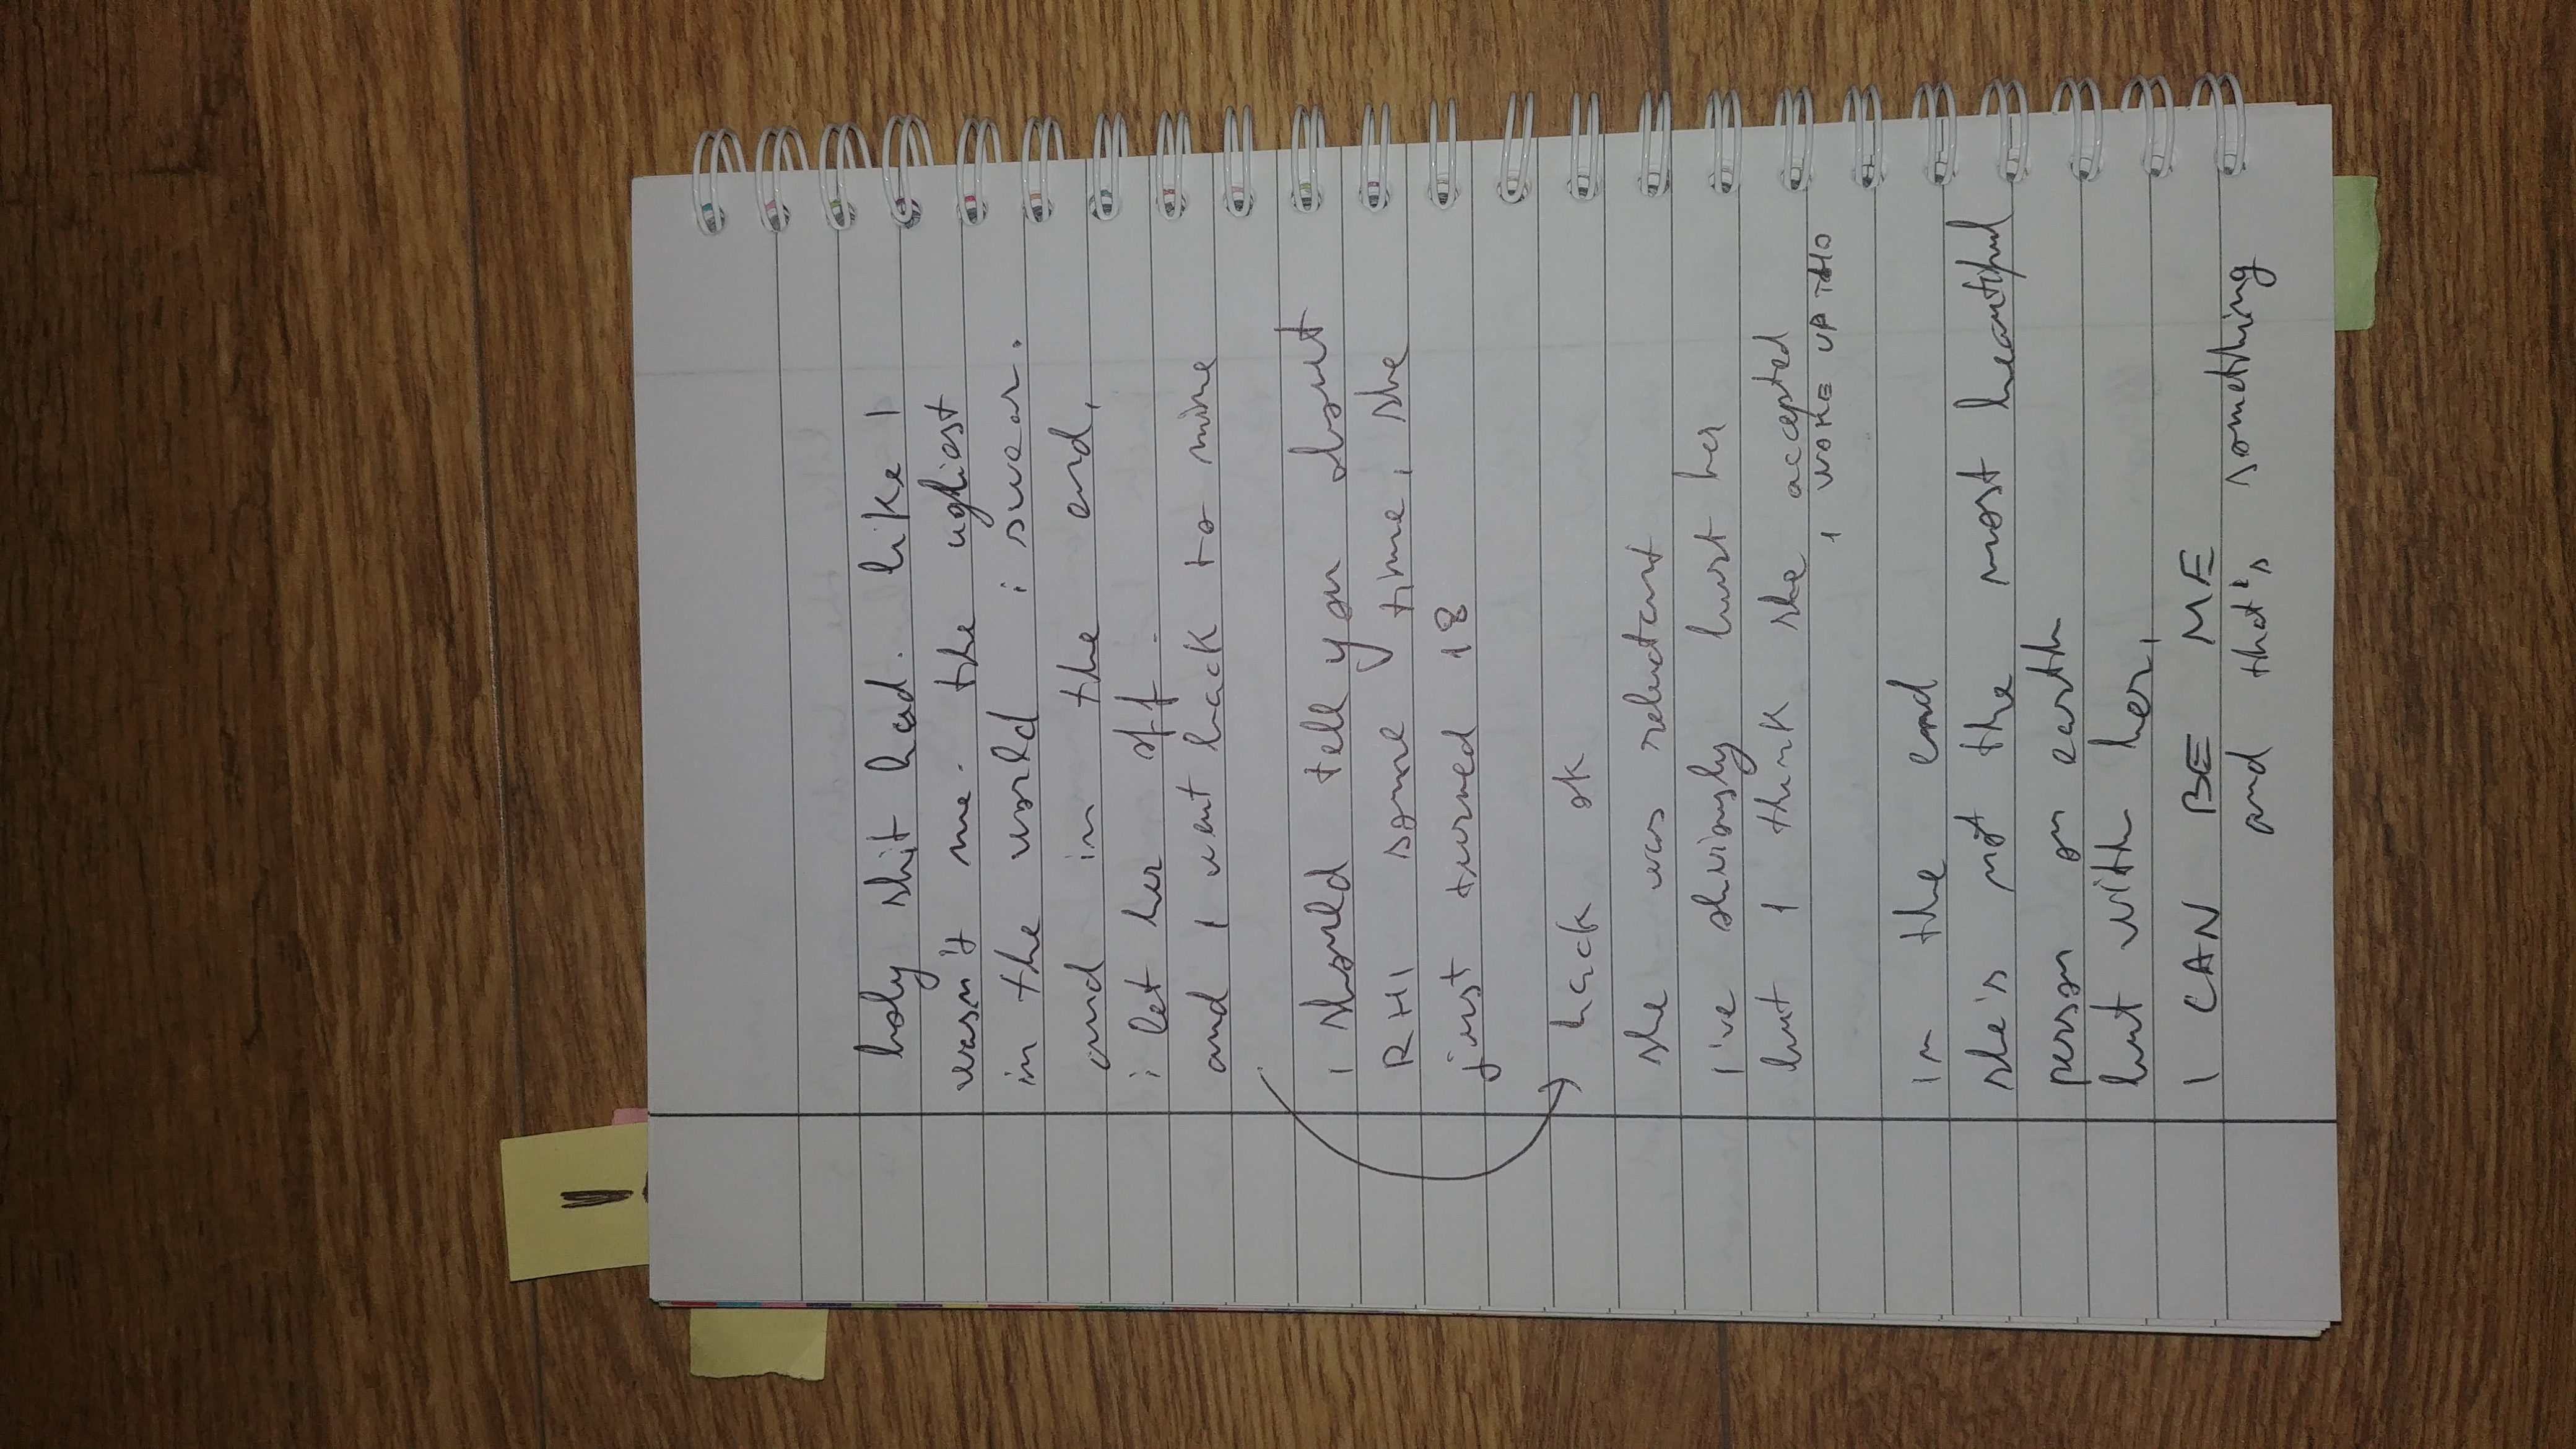 !
holy shit bad. like I
wasn't me. the ugliest
in the world i swear.
and in the end,
i let her off.
and I went back to mine
i should tell you about
RHI some time, she
just turned 18
back ok
she was reluctant
I've obviously hurt her
but I think she accepted
I WOKE UP THO
in the end
she's not the most beautiful
person on earth
but with her,
I CAN BE ME
and that's something